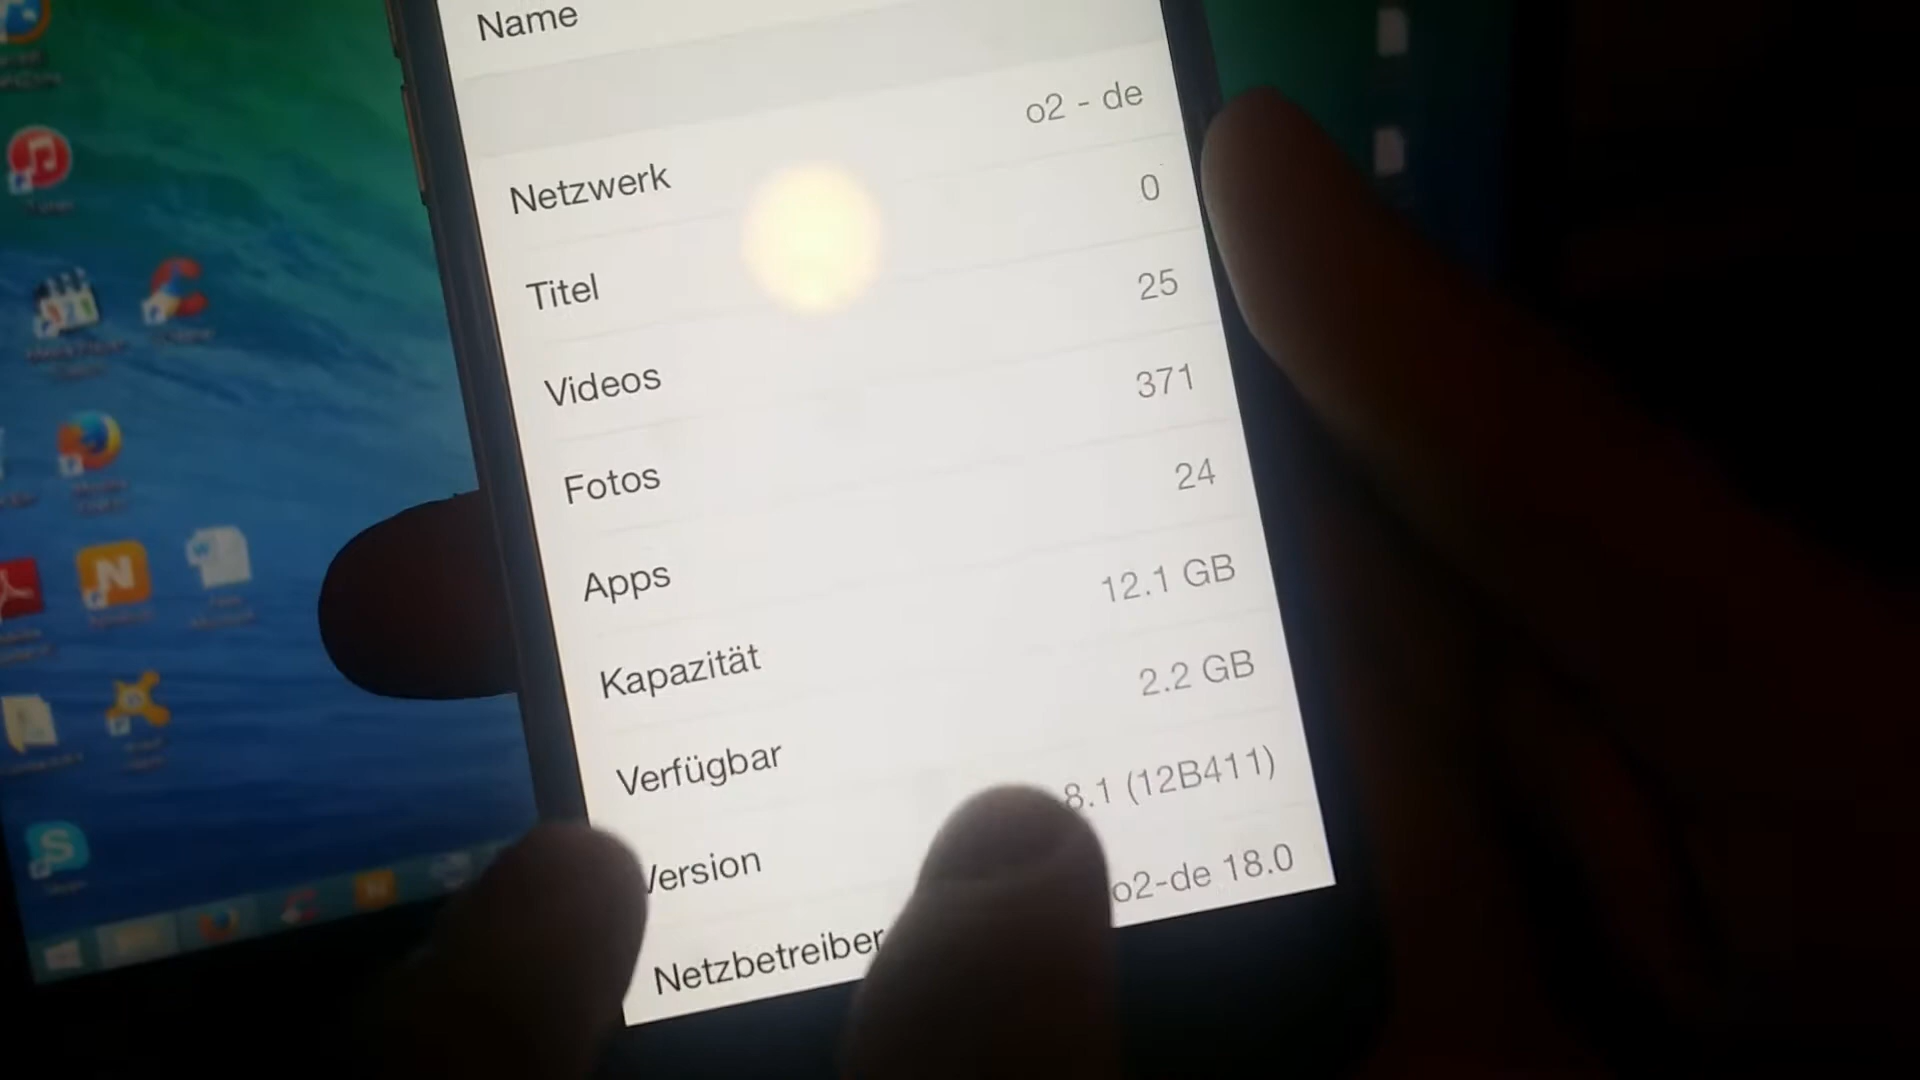 Name
Netzwerk o2 - de
Titel 0
Videos 25
Fotos 371
Apps 24
Kapazität 12.1 GB
Verfügbar 2.2 GB
Version 8.1 (12B411)
Netzbetreiber o2-de 18.0